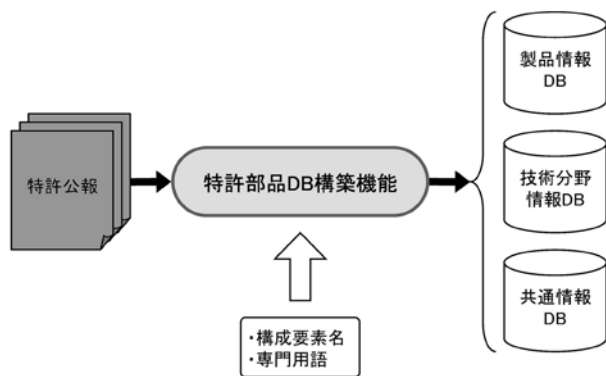 特許公報
特許部品DB構築機能
・構成要素名
・専門用語
製品情報
DB
技術分野
情報DB
共通情報
DB